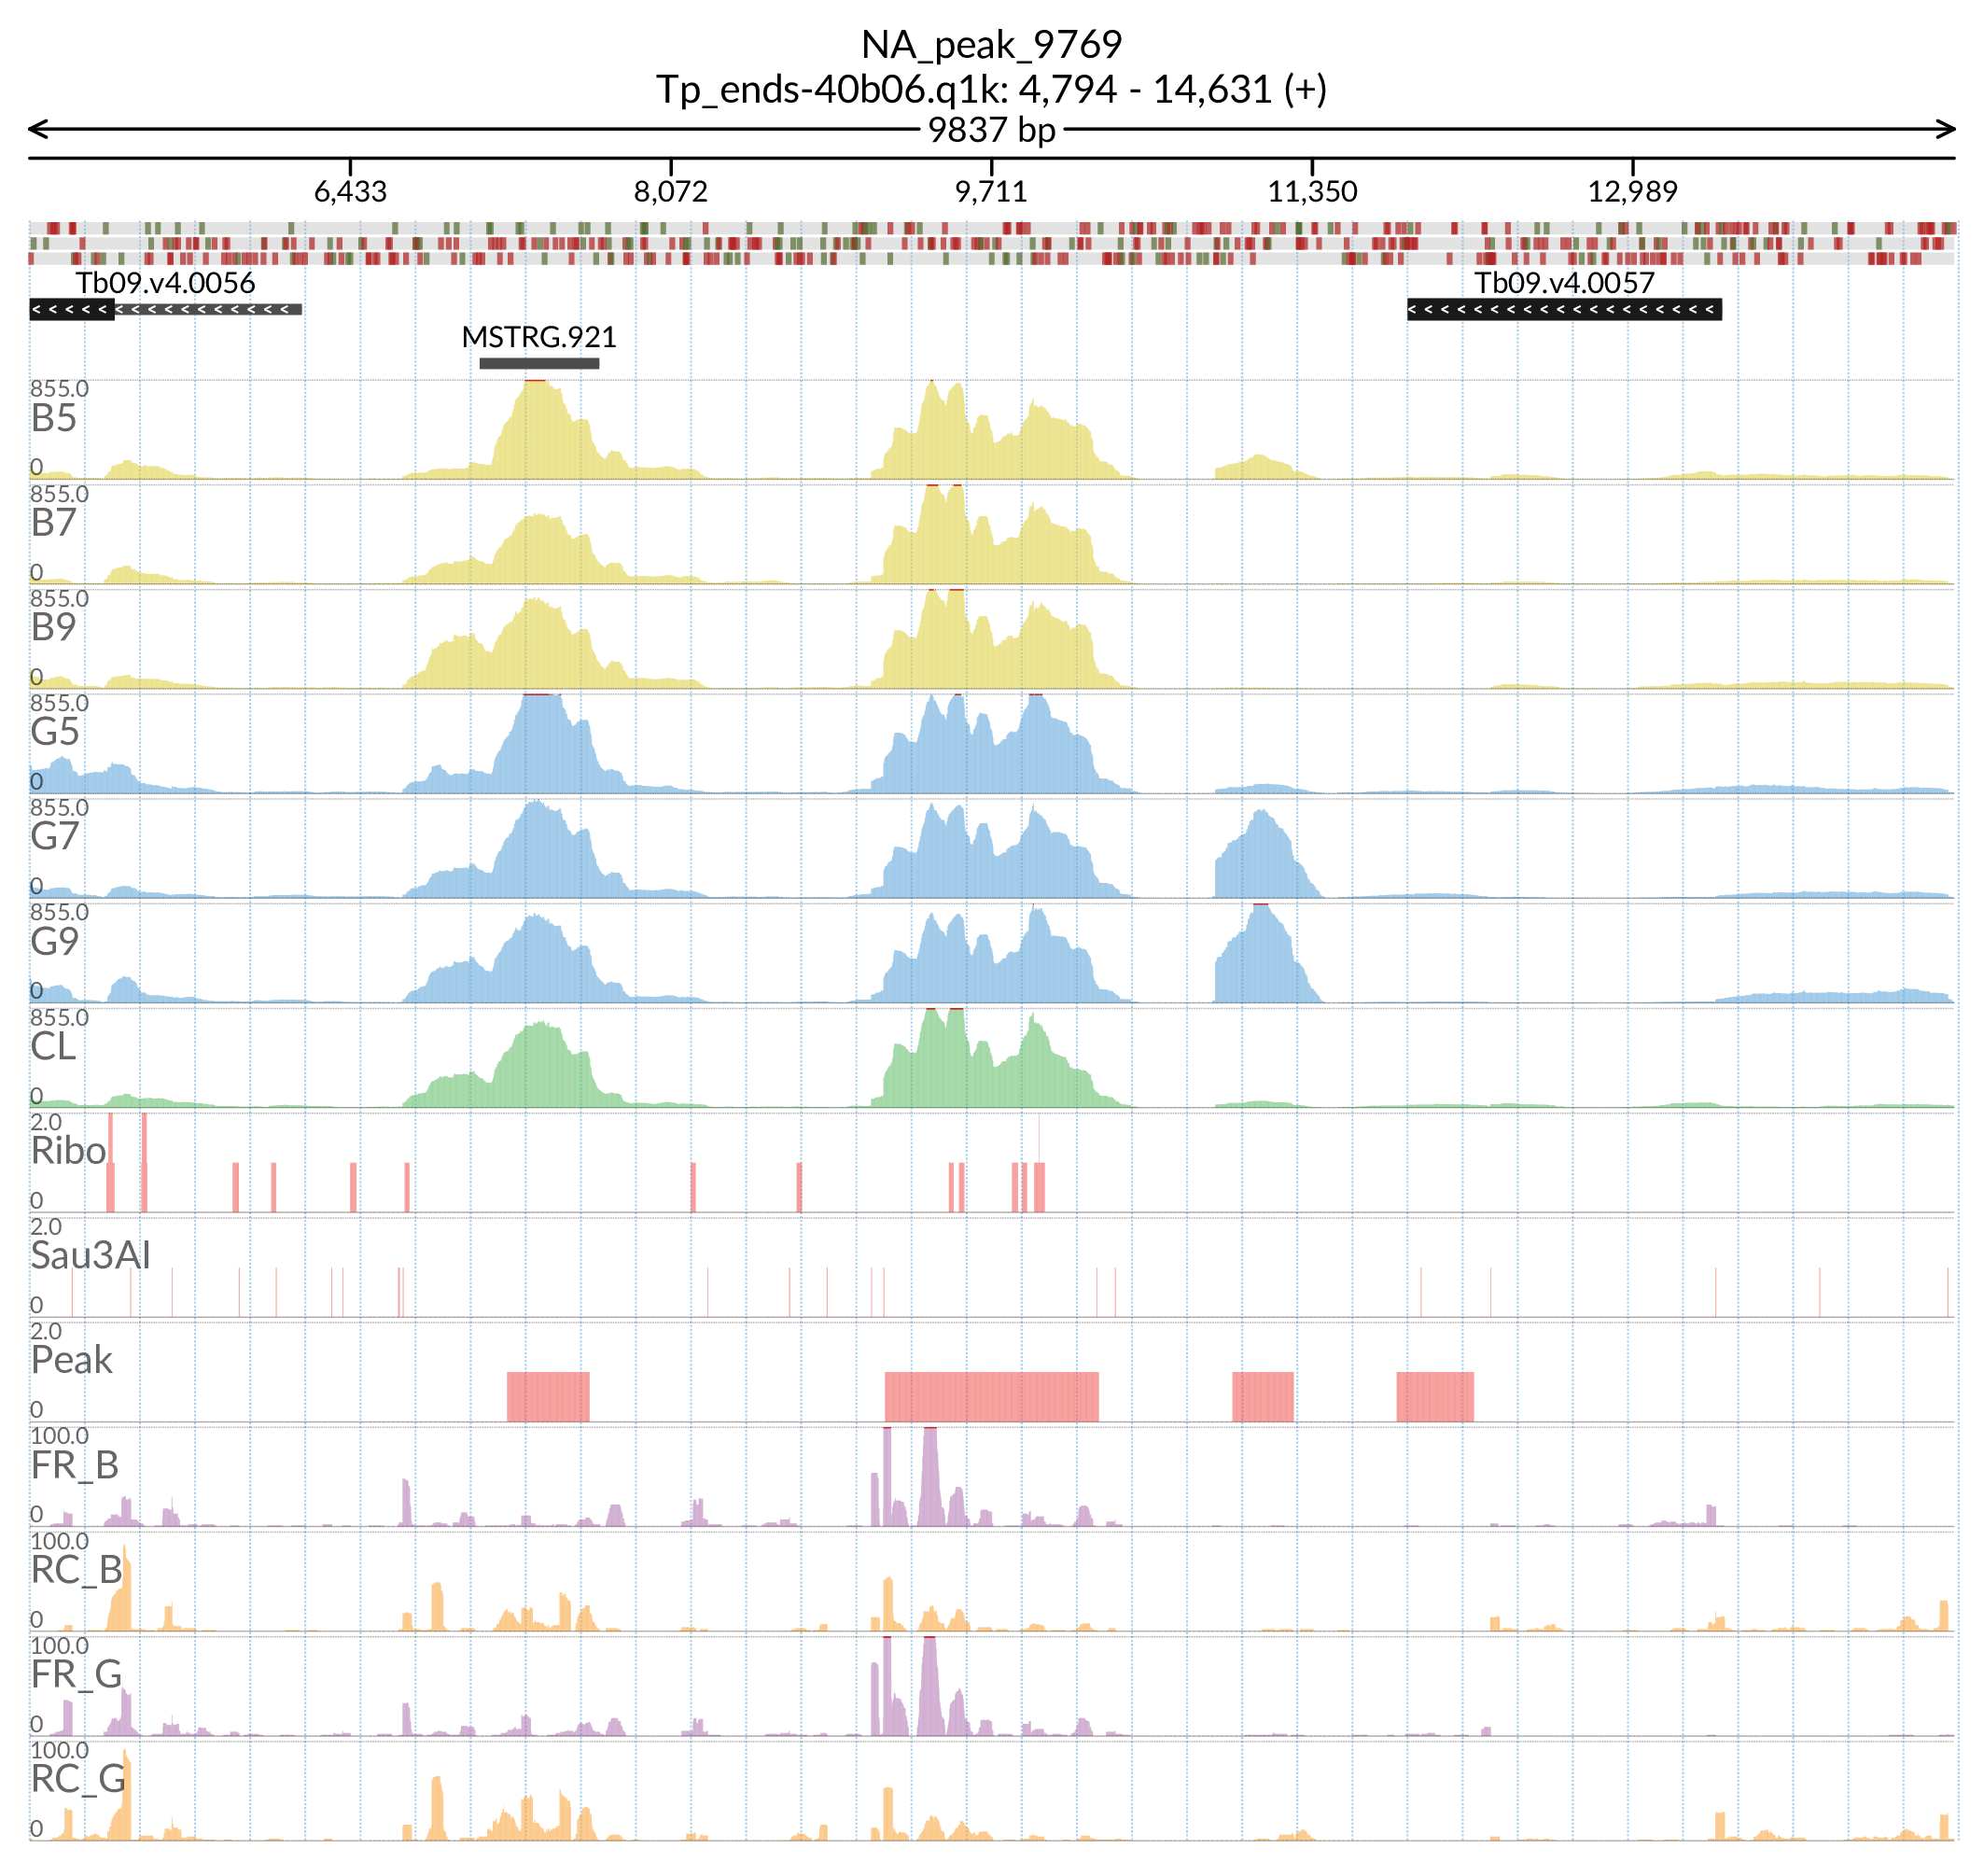 NA_peak_9769
Tp_ends-40b06.q1k: 4,794 - 14,631 (+)
9837 bp
6,433 8,072 9,711 11,350 12,989
Tb09.v4.0056 Tb09.v4.0057
MSTRG.921
855.0
B5
0
855.0
B7
0
855.0
B9
0
855.0
G5
0
855.0
G7
0
855.0
G9
0
855.0
CL
0
2.0
Ribo
0
2.0
Sau3AI
0
2.0
Peak
0
100.0
FR_B
0
100.0
RC_B
0
100.0
FR_G
0
100.0
RC_G
0